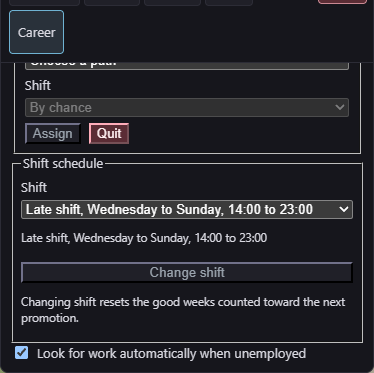 Career
Shift
By chance
Assign
Quit
Shift schedule
Shift
Late shift, Wednesday to Sunday, 14:00 to 23:00
Late shift, Wednesday to Sunday, 14:00 to 23:00
Change shift
Changing shift resets the good weeks counted toward the next
promotion.
Look for work automatically when unemployed